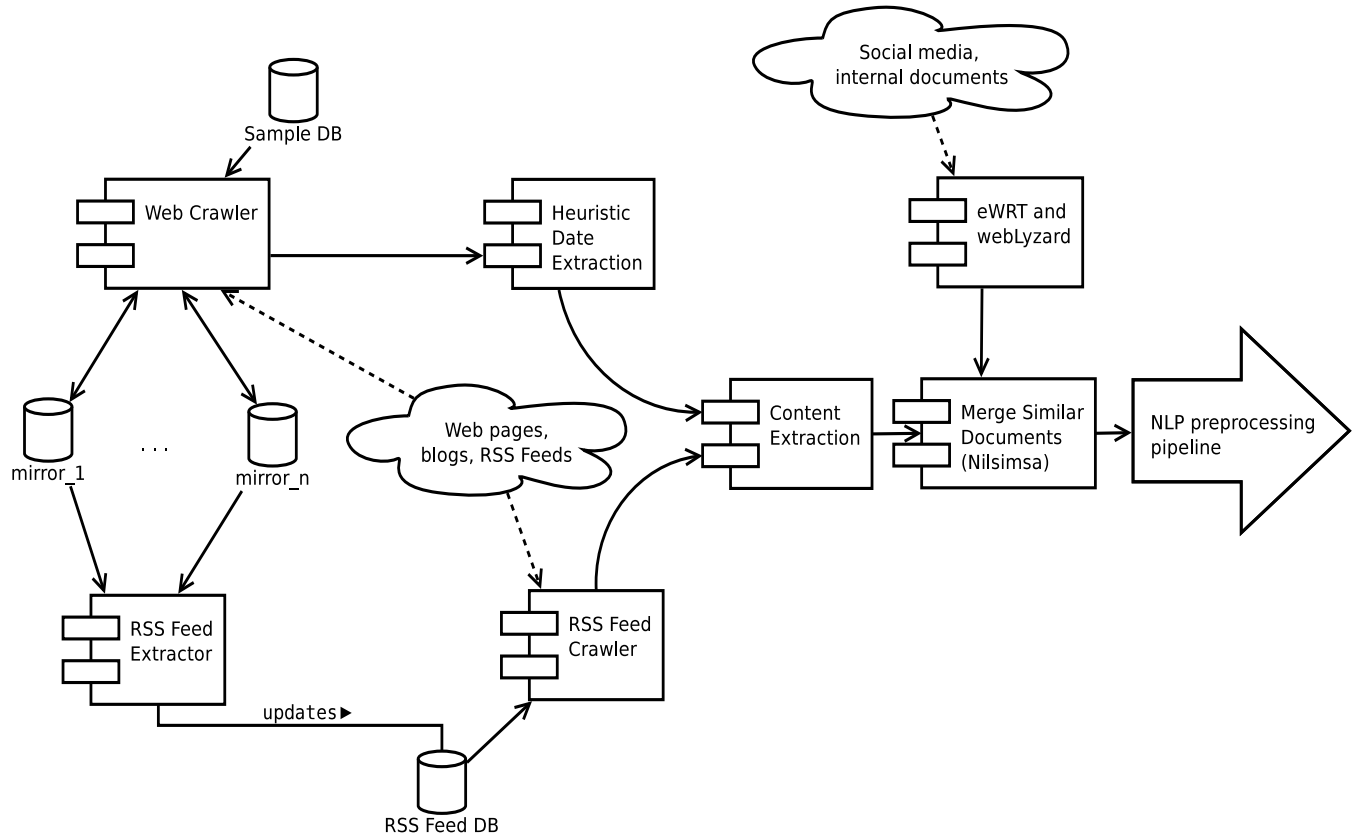 Social media,
internal documents
Sample DB
Web Crawler
Heuristic
Date
Extraction
eWRT and
webLyzard
Web pages,
blogs, RSS Feeds
Content
Extraction
Merge Similar
Documents
(Nilsimsa)
NLP preprocessing
pipeline
mirror_1
. . .
mirror_n
RSS Feed
Extractor
RSS Feed
Crawler
updates▶
RSS Feed DB